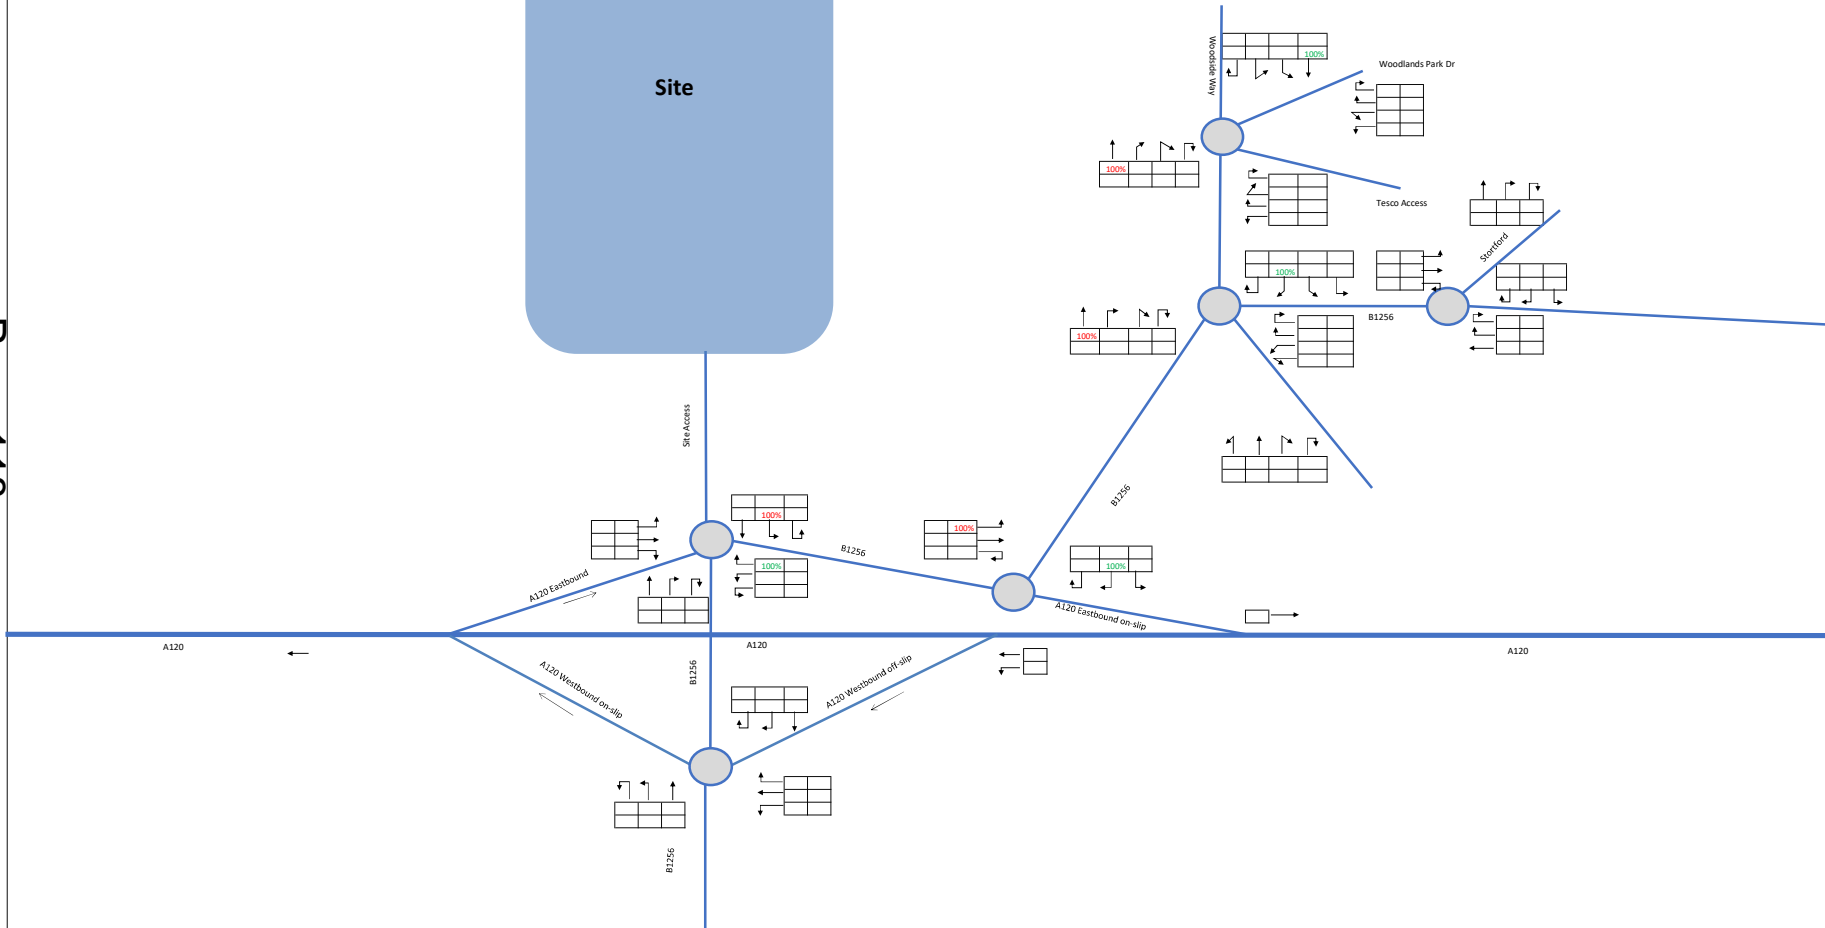 Woodside Way
100%
Woodlands Park Dr
Site
100%
Tesco Access
Stortford
100%
B1256
100%
Site Access
B1256
100%
100%
B1256
100%
100%
A120 Eastbound
A120 Eastbound on-slip
A120
A120
A120
B1256
A120 Westbound on-slip
A120 Westbound off-slip
B1256